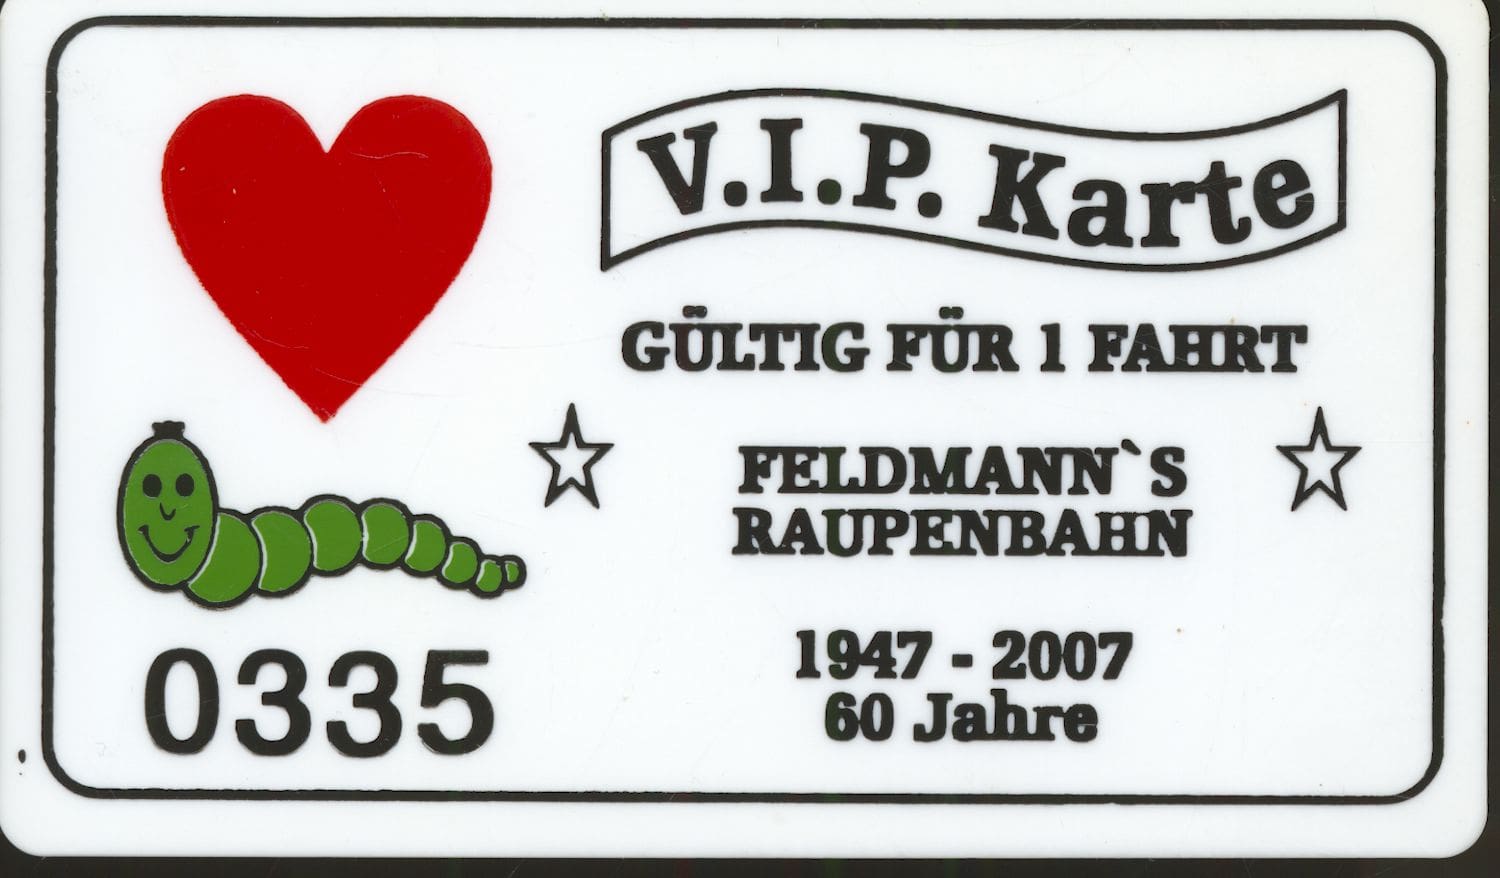 V.I.P. Karte
GÜLTIG FÜR 1 FAHRT
FELDMANN`S
RAUPENBAHN
1947 - 2007
60 Jahre
0335